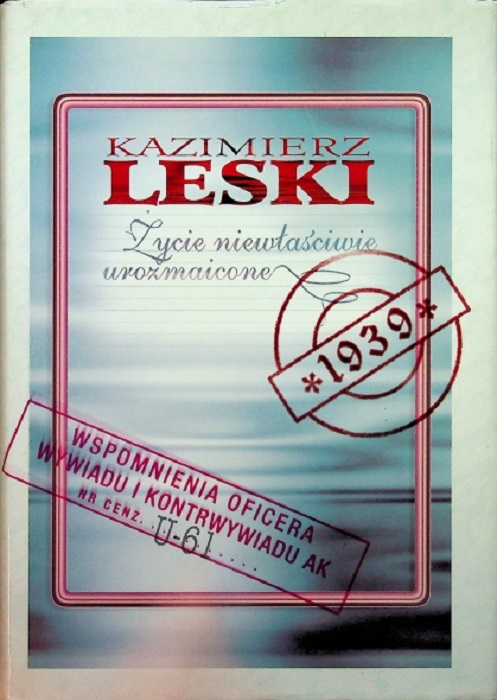 KAZIMIERZ
LESKI
Życie niewłaściwie
urozmaicone
*1939*
WSPOMNIENIA OFICERA
WYWIADU I KONTRWYWIADU AK
NR CENZ. U-61